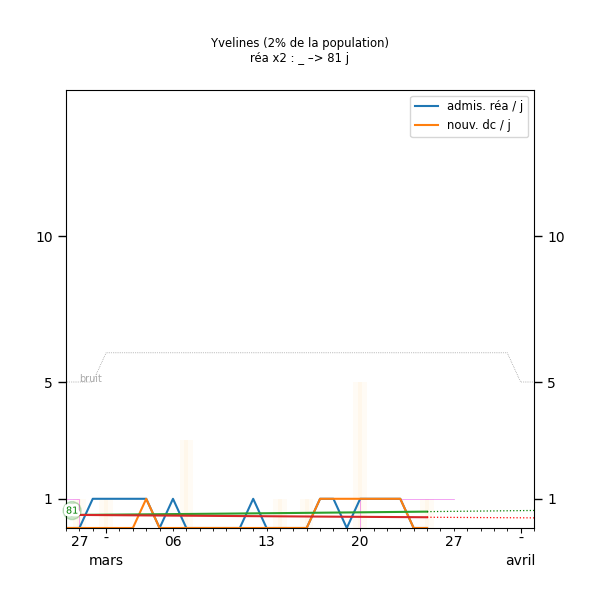 Yvelines (2% de la population)
réa x2 : _ –> 81 j
admis. réa / j
nouv. dc / j
10
10
bruit
5
5
1
1
81
27
-
06
13
20
27
-
mars
avril